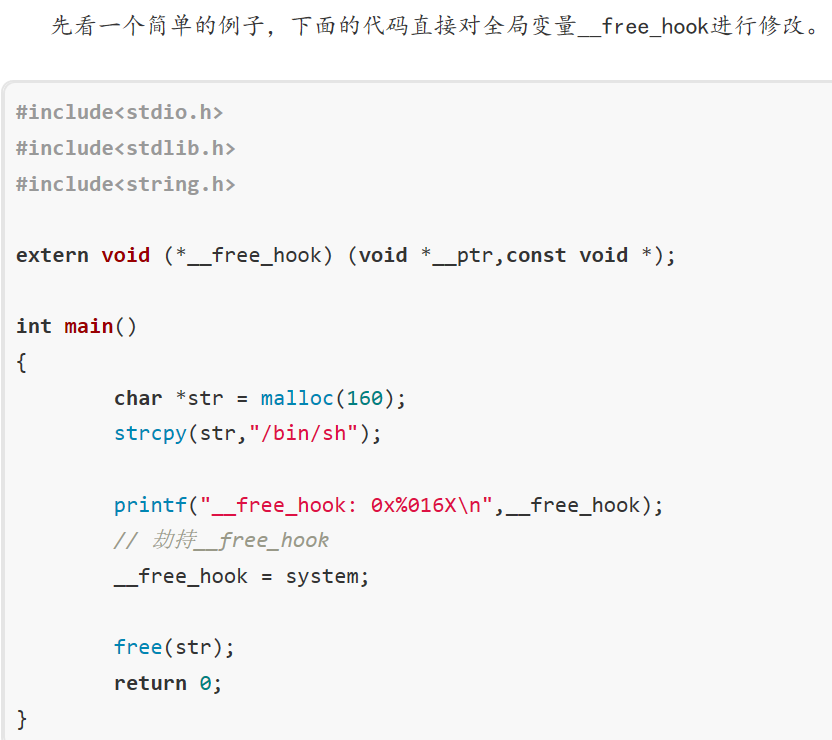 先看一个简单的例子，下面的代码直接对全局变量__free_hook进行修改。
#include<stdio.h>
#include<stdlib.h>
#include<string.h>
extern void (*__free_hook) (void *__ptr,const void *);
int main()
{
char *str = malloc(160);
strcpy(str,"/bin/sh");
printf("__free_hook: 0x%016X\n",__free_hook);
// 劫持__free_hook
__free_hook = system;
free(str);
return 0;
}